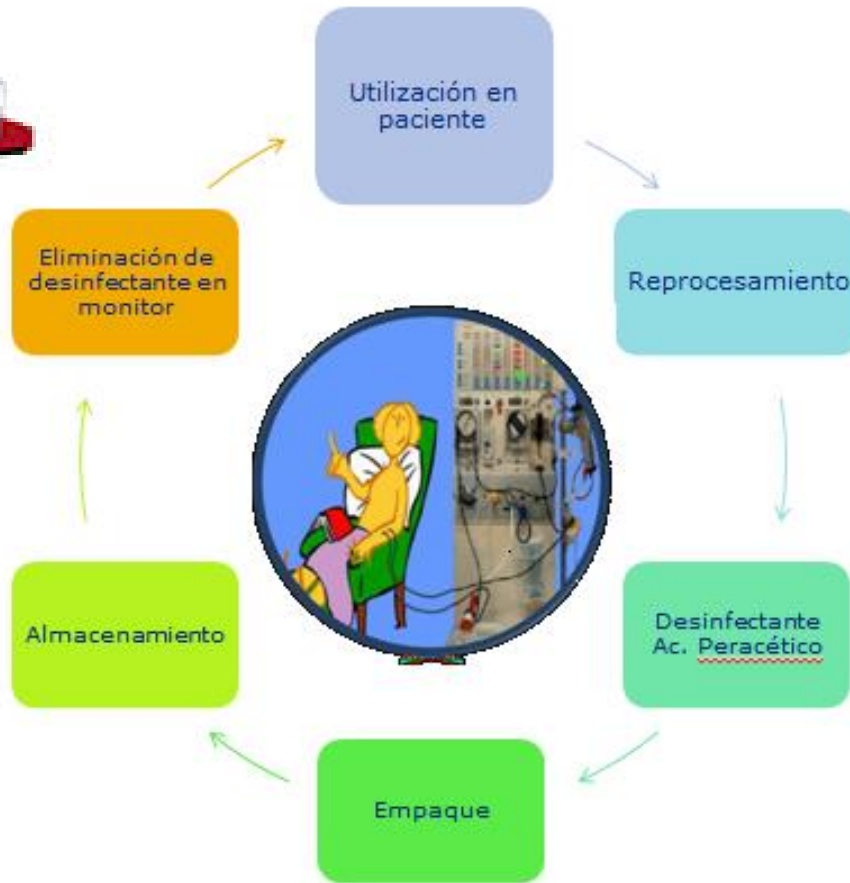 Utilización en
paciente
Reprocesamiento
Desinfectante
Ac. Peracético
Empaque
Almacenamiento
Eliminación de
desinfectante en
monitor